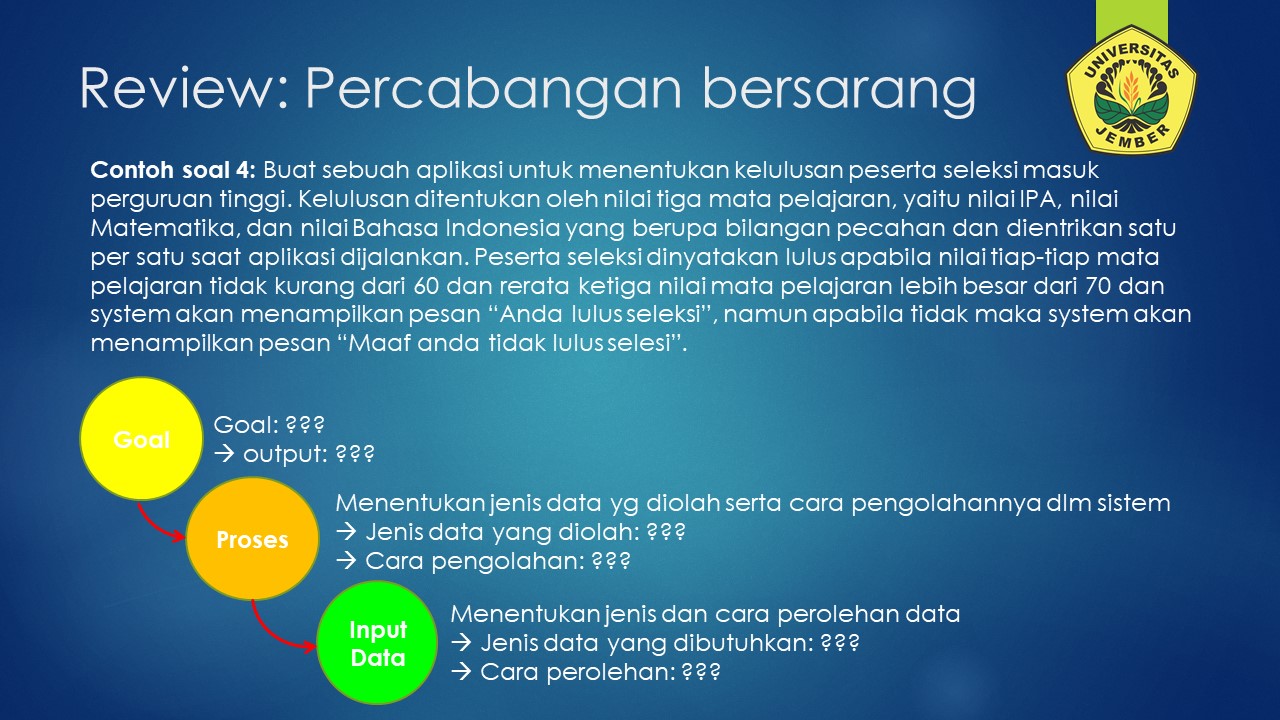 Review: Percabangan bersarang
UNIVERSITAS
JEMBER
Contoh soal 4: Buat sebuah aplikasi untuk menentukan kelulusan peserta seleksi masuk
perguruan tinggi. Kelulusan ditentukan oleh nilai tiga mata pelajaran, yaitu nilai IPA, nilai
Matematika, dan nilai Bahasa Indonesia yang berupa bilangan pecahan dan dientrikan satu
per satu saat aplikasi dijalankan. Peserta seleksi dinyatakan lulus apabila nilai tiap-tiap mata
pelajaran tidak kurang dari 60 dan rerata ketiga nilai mata pelajaran lebih besar dari 70 dan
system akan menampilkan pesan “Anda lulus seleksi”, namun apabila tidak maka system akan
menampilkan pesan “Maaf anda tidak lulus selesi”.
Goal
Goal: ???
→ output: ???
Proses
Menentukan jenis data yg diolah serta cara pengolahannya dlm sistem
→ Jenis data yang diolah: ???
→ Cara pengolahan: ???
Input
Data
Menentukan jenis dan cara perolehan data
→ Jenis data yang dibutuhkan: ???
→ Cara perolehan: ???